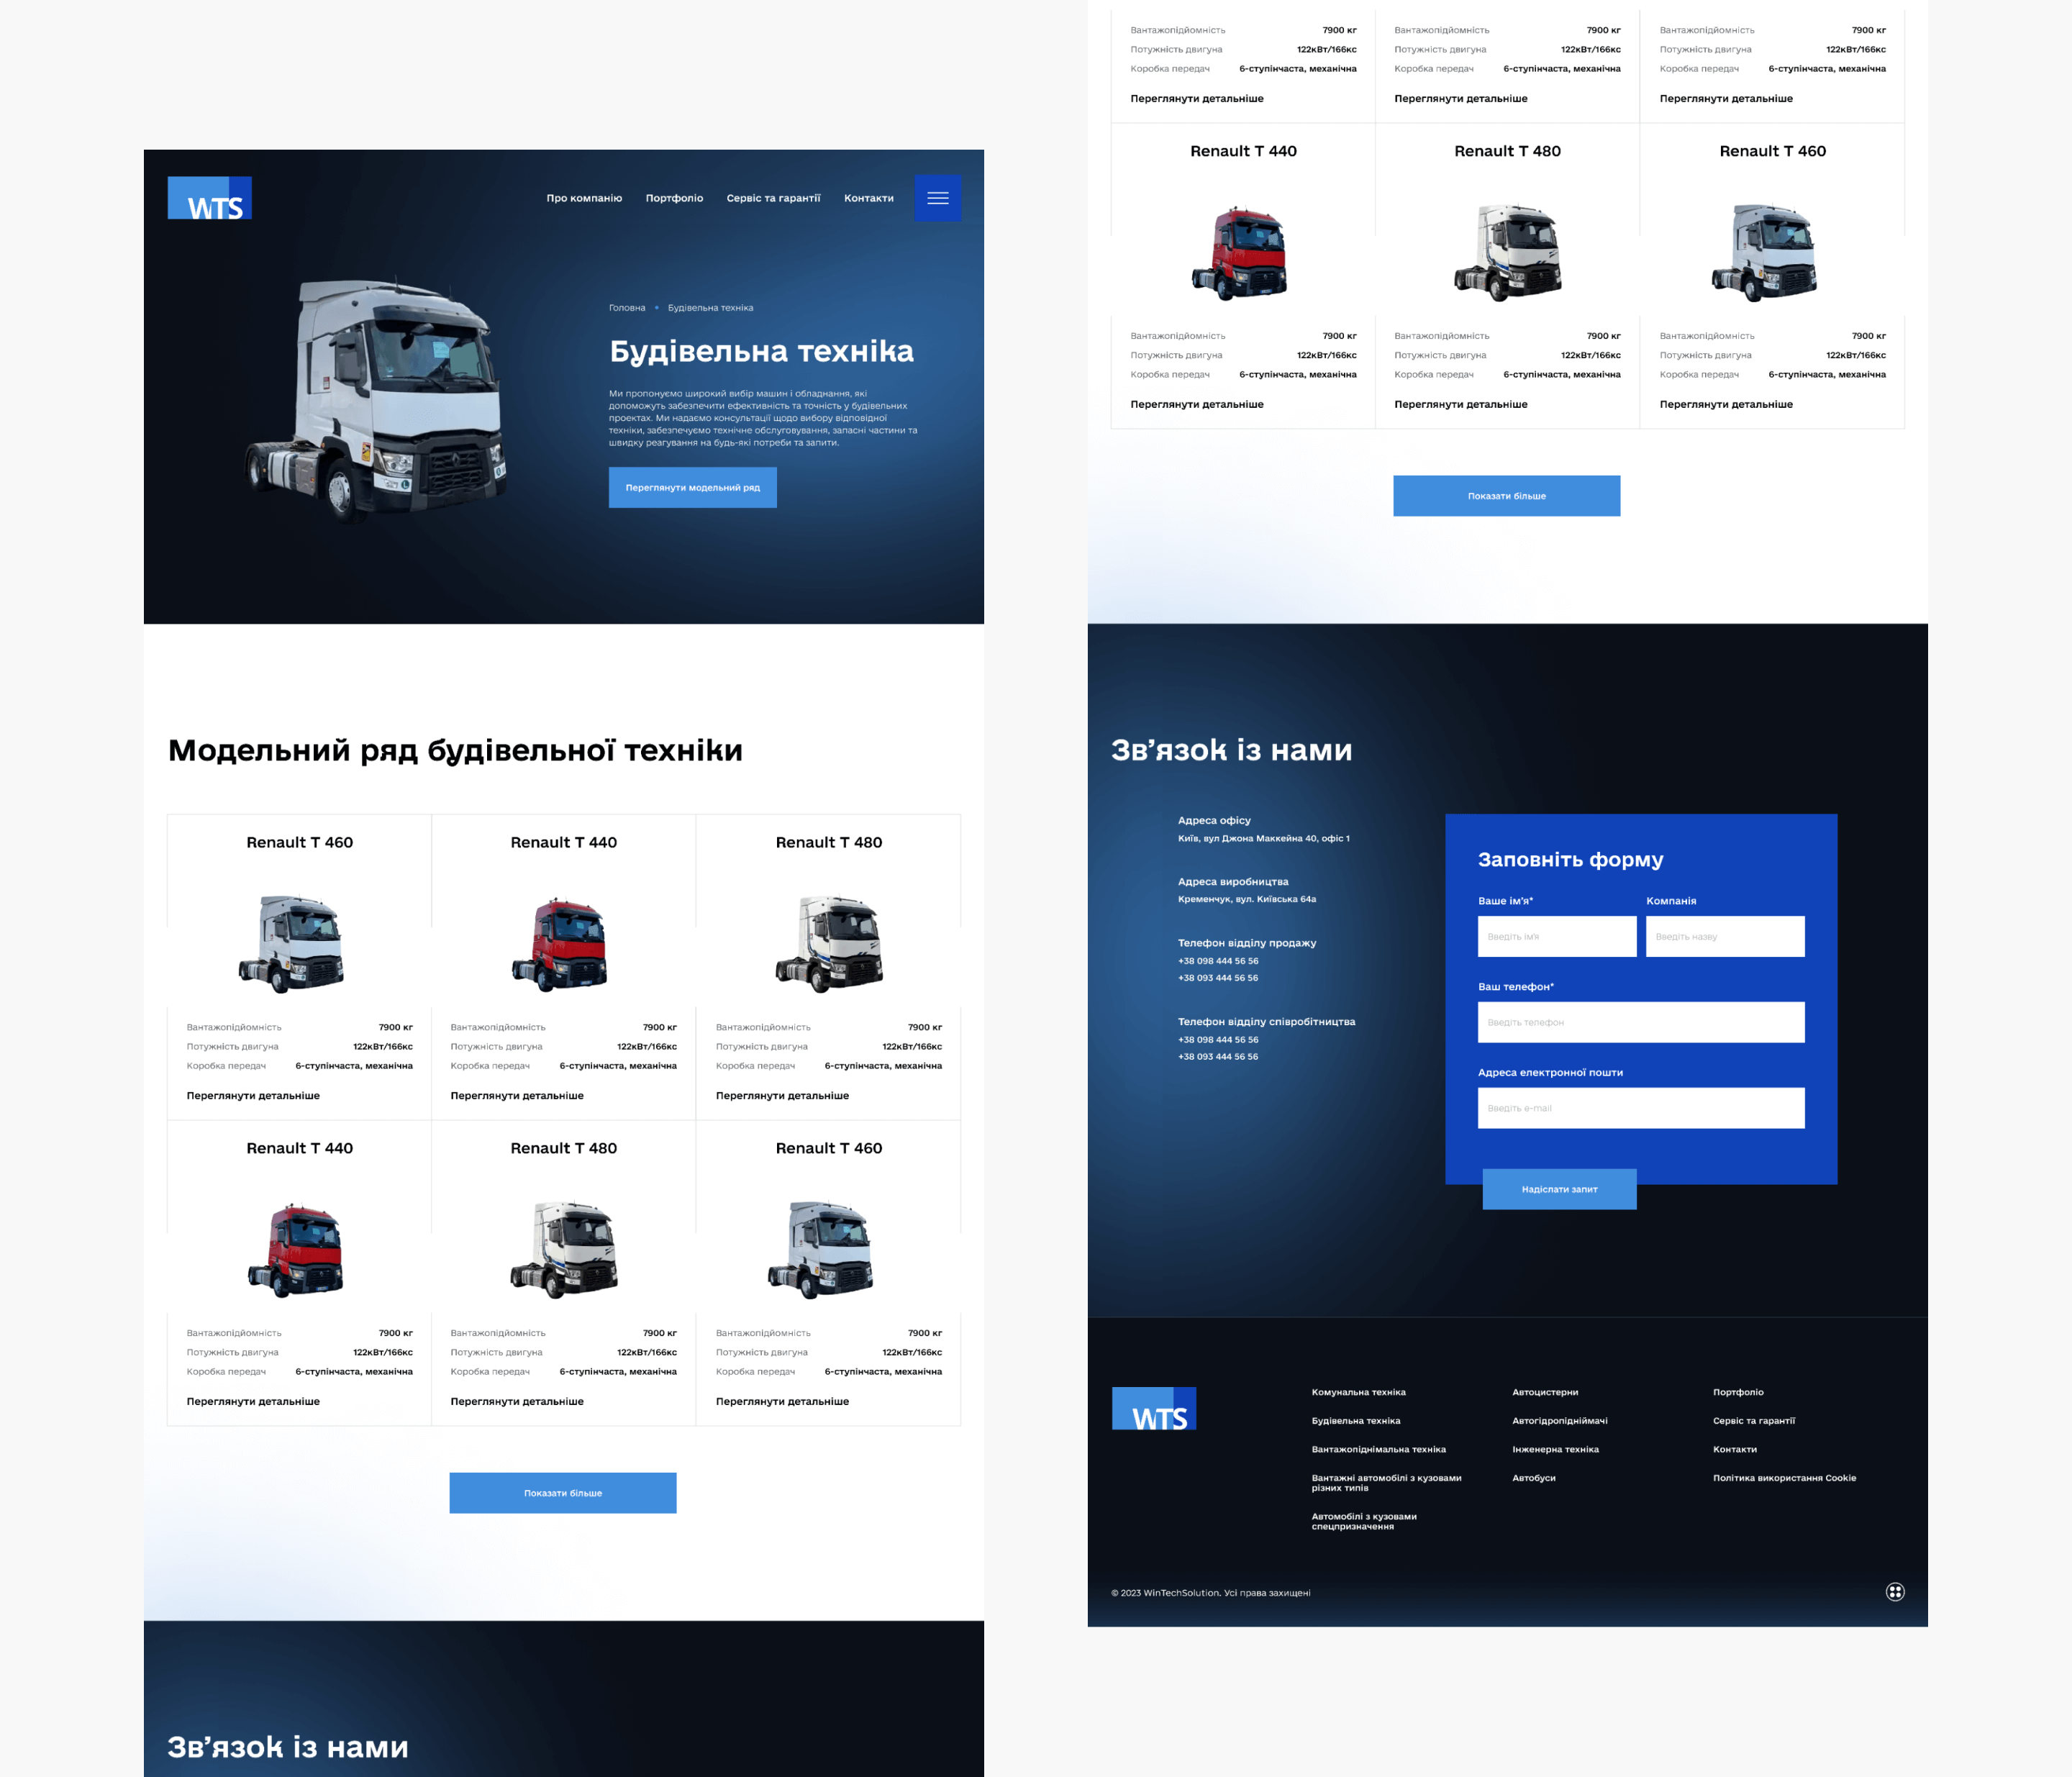 WTS
Про компанію
Портфоліо
Сервіс та гарантії
Контакти
Головна • Будівельна техніка
Будівельна техніка
Ми пропонуємо широкий вибір машин і обладнання, які
допоможуть забезпечити ефективність та точність у будівельних
проектах. Ми надаємо консультації щодо вибору відповідної
техніки, забезпечуємо технічне обслуговування, запасні частини та
швидку реагування на будь-які потреби та запити.
Переглянути модельний ряд
Модельний ряд будівельної техніки
Renault T 460
Вантажопідйомність 7900 кг
Потужність двигуна 122кВт/166кс
Коробка передач 6-ступінчаста, механічна
Переглянути детальніше
Renault T 440
Вантажопідйомність 7900 кг
Потужність двигуна 122кВт/166кс
Коробка передач 6-ступінчаста, механічна
Переглянути детальніше
Renault T 480
Вантажопідйомність 7900 кг
Потужність двигуна 122кВт/166кс
Коробка передач 6-ступінчаста, механічна
Переглянути детальніше
Renault T 440
Вантажопідйомність 7900 кг
Потужність двигуна 122кВт/166кс
Коробка передач 6-ступінчаста, механічна
Переглянути детальніше
Renault T 480
Вантажопідйомність 7900 кг
Потужність двигуна 122кВт/166кс
Коробка передач 6-ступінчаста, механічна
Переглянути детальніше
Renault T 460
Вантажопідйомність 7900 кг
Потужність двигуна 122кВт/166кс
Коробка передач 6-ступінчаста, механічна
Переглянути детальніше
Показати більше
Зв’язок із нами
Вантажопідйомність 7900 кг
Потужність двигуна 122кВт/166кс
Коробка передач 6-ступінчаста, механічна
Переглянути детальніше
Вантажопідйомність 7900 кг
Потужність двигуна 122кВт/166кс
Коробка передач 6-ступінчаста, механічна
Переглянути детальніше
Вантажопідйомність 7900 кг
Потужність двигуна 122кВт/166кс
Коробка передач 6-ступінчаста, механічна
Переглянути детальніше
Renault T 440
Вантажопідйомність 7900 кг
Потужність двигуна 122кВт/166кс
Коробка передач 6-ступінчаста, механічна
Переглянути детальніше
Renault T 480
Вантажопідйомність 7900 кг
Потужність двигуна 122кВт/166кс
Коробка передач 6-ступінчаста, механічна
Переглянути детальніше
Renault T 460
Вантажопідйомність 7900 кг
Потужність двигуна 122кВт/166кс
Коробка передач 6-ступінчаста, механічна
Переглянути детальніше
Показати більше
Зв’язок із нами
Адреса офісу
Київ, вул Джона Маккейна 40, офіс 1
Адреса виробництва
Кременчук, вул. Київська 64а
Телефон відділу продажу
+38 098 444 56 56
+38 093 444 56 56
Телефон відділу співробітництва
+38 098 444 56 56
+38 093 444 56 56
Заповніть форму
Ваше ім’я*
Введіть ім'я
Компанія
Введіть назву
Ваш телефон*
Введіть телефон
Адреса електронної пошти
Введіть e-mail
Надіслати запит
WTS
Комунальна техніка
Будівельна техніка
Вантажопіднімальна техніка
Вантажні автомобілі з кузовами
різних типів
Автомобілі з кузовами
спецпризначення
Автоцистерни
Автогідропідніймачі
Інженерна техніка
Автобуси
Портфоліо
Сервіс та гарантії
Контакти
Політика використання Cookie
© 2023 WinTechSolution. Усі права захищені